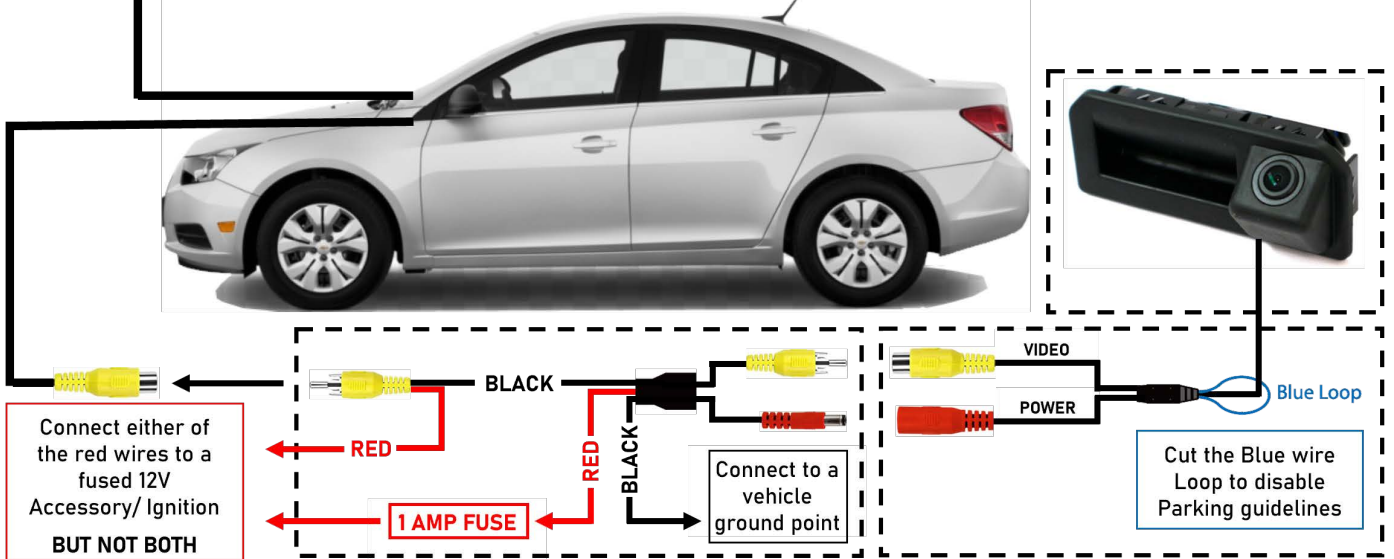 VIDEO
BLACK
Blue Loop
POWER
Connect either of
the red wires to a
fused 12V
Accessory/ Ignition
BUT NOT BOTH
RED
RED
BLACK
1 AMP FUSE
Connect to a
vehicle
ground point
Cut the Blue wire
Loop to disable
Parking guidelines